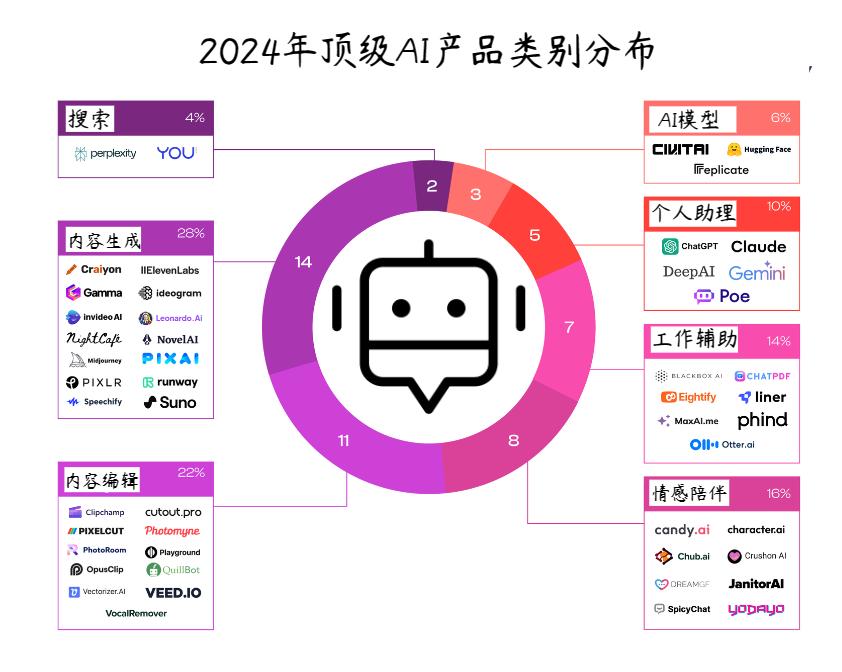 2024年顶级AI产品类别分布
搜索 4%
perplexity YOU
内容生成 28%
Craiyon IIElevenLabs
Gamma ideogram
invideo AI Leonardo.Ai
NightCafé NovelAI
Midjourney PIXAI
PIXLR runway
Speechify Suno
内容编辑 22%
Clipchamp cutout.pro
PIXELCUT Photomyne
PhotoRoom Playground
OpusClip QuillBot
Vectorizer.AI VEED.IO
VocalRemover
2
3
5
7
8
11
14
AI模型 6%
CIVITAI Hugging Face
Replicate
个人助理 10%
ChatGPT Claude
DeepAI Gemini
Poe
工作辅助 14%
BLACKBOX AI CHATPDF
Eightify liner
MaxAI.me phind
Otter.ai
情感陪伴 16%
candy.ai character.ai
Chub.ai Crushon AI
DREAMGF JanitorAI
SpicyChat YODAYO